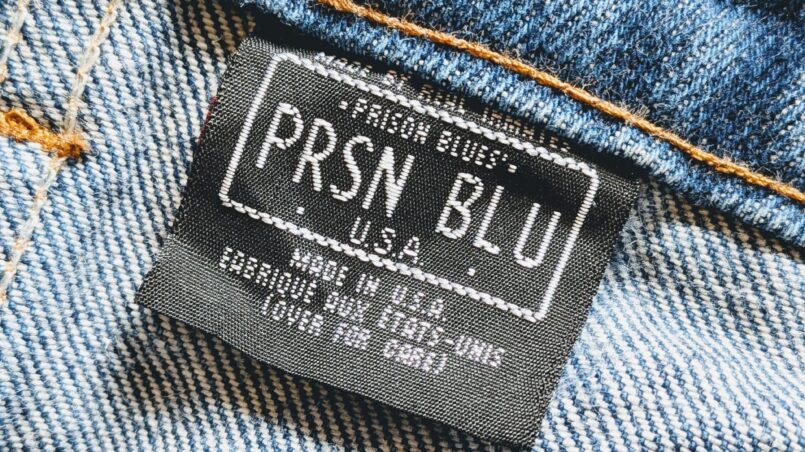 ·PRISON BLUES·
PRSN BLU
U.S.A
MADE IN U.S.A.
FABRIQUE AUX ETATS-UNIS
(OVER FOR CARE)